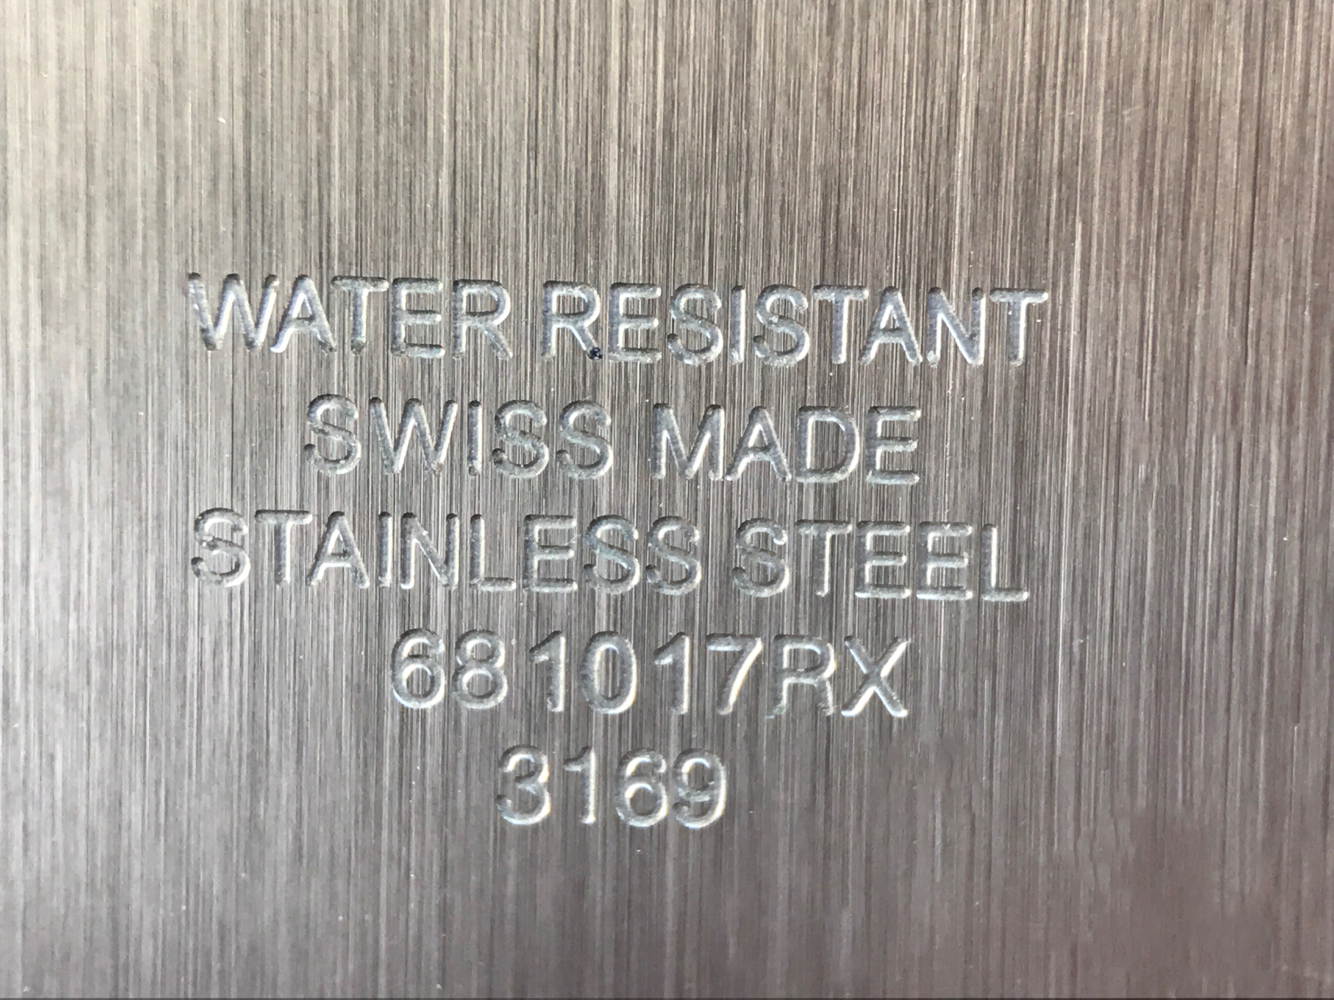 WATER RESISTANT
SWISS MADE
STAINLESS STEEL
681017RX
3169